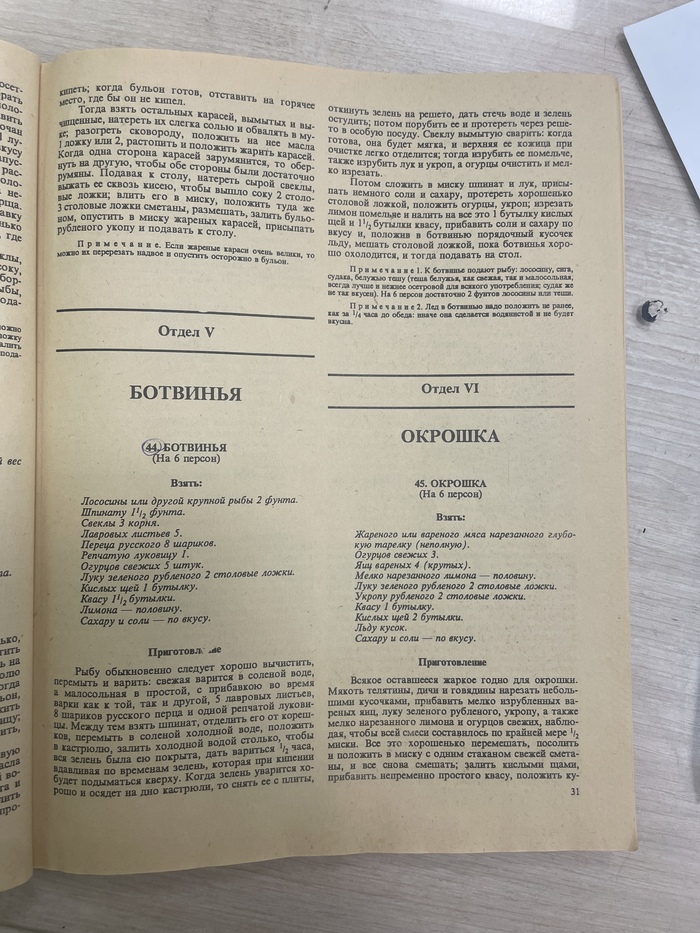 кипеть; когда бульон готов, отставить на горячее
место, где бы он не кипел.
Тогда взять остальных карасей, вымытых и вы-
чищенные, натереть их слегка солью и обвалять в му-
ке; разогреть сковороду, положить на нее масла
1 ложку или 2, распустить и положить жарить карасей.
Когда одна сторона карасей зарумянится, то обер-
нуть на другую, чтобы обе стороны были достаточно
румяны. Подавая к столу, натереть сырой свеклы,
выжать ее сквозь кисею, чтобы вышло соку 2 столо-
вые ложки; влить его в миску, положить туда же
3 столовые ложки сметаны, размешать, залить бульо-
ном, опустить в миску жареных карасей, присыпать
рубленого укропу и подавать к столу.
Примечание. Если жареные караси очень велики, то
можно их перерезать надвое и опустить осторожно в бульон.
Отдел V
БОТВИНЬЯ
44. БОТВИНЬЯ
(На 6 персон)
Взять:
Лососины или другой крупной рыбы 2 фунта.
Шпинату 1 1/2 фунта.
Свеклы 3 корня.
Лавровых листьев 5.
Перца русского 8 шариков.
Репчатую луковицу 1.
Огурцов свежих 5 штук.
Луку зеленого рубленого 2 столовые ложки.
Кислых щей 1 бутылку.
Квасу 1 1/2 бутылки.
Лимона — половину.
Сахару и соли — по вкусу.
Приготовление
Рыбу обыкновенно следует хорошо вычистить,
перемыть и варить: свежая варится в соленой воде,
а малосольная в простой, с прибавкою во время
варки как к той, так и другой, 5 лавровых листьев,
8 шариков русского перца и одной репчатой лукови-
цы. Между тем взять шпинат, отделить его от кореш-
ков, перемыть в соленой холодной воде, положить
в кастрюлю, залить холодной водой столько, чтобы
вся зелень была ею покрыта, дать вариться 1/2 часа,
вдавливая по временам зелень, которая при кипении
будет подыматься кверху. Когда зелень уварится хо-
рошо и осядет на дно кастрюли, то снять ее с плиты,
откинуть зелень на решето, дать стечь воде и зелень
остудить; потом порубить ее и протереть через реше-
то в особую посуду. Свеклу вымытую сварить: когда
готова, она будет мягка, и верхняя ее кожица при
очистке легко отделится; тогда изрубить ее помельче,
также изрубить лук и укроп, а огурцы очистить и мел-
ко изрезать.
Потом сложить в миску шпинат и лук, присы-
пать немного соли и сахару, протереть хорошенько
столовой ложкой, положить огурцы, укроп; изрезать
лимон помельче и налить на все это 1 бутылку кислых
щей и 1 1/2 бутылки квасу, прибавить соли и сахару по
вкусу и, положив в ботвинью порядочный кусочек
льду, мешать столовой ложкой, пока ботвинья хоро-
шо охолодится, и тогда подавать на стол.
Примечание 1. К ботвинье подают рыбу: лососину, сига,
судака, белужью тешу (теша белужья, как свежая, так и малосольная,
всегда лучше и нежнее осетровой для всякого употребления; судак же
не так вкусен). На 6 персон достаточно 2 фунтов лососины или теши.
Примечание 2. Лед в ботвинью надо положить не ранее,
как за 1/4 часа до обеда: иначе она сделается водянистой и не будет
вкусна.
Отдел VI
ОКРОШКА
45. ОКРОШКА
(На 6 персон)
Взять:
Жареного или вареного мяса нарезанного глубо-
кую тарелку (неполную).
Огурцов свежих 3.
Яиц вареных 4 (крутых).
Мелко нарезанного лимона — половину.
Луку зеленого рубленого 2 столовые ложки.
Укропу рубленого 2 столовые ложки.
Квасу 1 бутылку.
Кислых щей 2 бутылки.
Льду кусок.
Сахару и соли — по вкусу.
Приготовление
Всякое оставшееся жаркое годно для окрошки.
Мякоть телятины, дичи и говядины нарезать неболь-
шими кусочками, прибавить мелко изрубленных ва-
реных яиц, луку зеленого рубленого, укропу, а также
мелко нарезанного лимона и огурцов свежих, наблю-
дая, чтобы всей смеси составилось по крайней мере 1/2
миски. Все это хорошенько перемешать, посолить
и положить в миску с одним стаканом свежей смета-
ны, и все снова смешать; залить кислыми щами,
прибавить непременно простого квасу, положить ку-
31